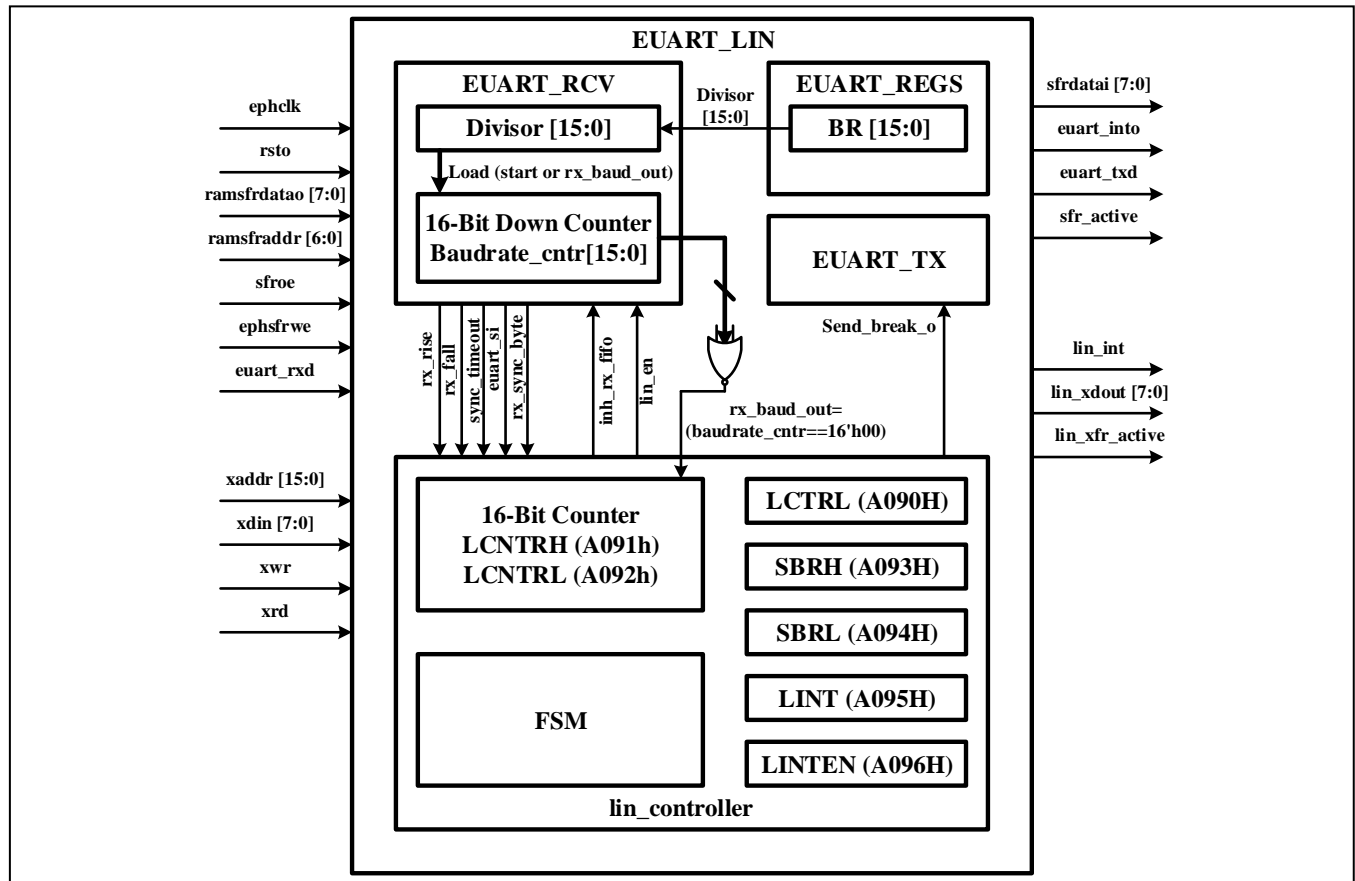 EUART_LIN
EUART_RCV
Divisor [15:0]
Load (start or rx_baud_out)
16-Bit Down Counter
Baudrate_cntr[15:0]
Divisor
[15:0]
EUART_REGS
BR [15:0]
EUART_TX
Send_break_o
ephclk
rsto
ramsfrdatao [7:0]
ramsfraddr [6:0]
sfroe
ephsfrwe
euart_rxd
xaddr [15:0]
xdin [7:0]
xwr
xrd
sfrdatai [7:0]
euart_into
euart_txd
sfr_active
lin_int
lin_xdout [7:0]
lin_xfr_active
rx_rise
rx_fall
sync_timeout
euart_si
rx_sync_byte
inh_rx_fifo
lin_en
rx_baud_out=
(baudrate_cntr==16'h00)
16-Bit Counter
LCNTRH (A091h)
LCNTRL (A092h)
FSM
LCTRL (A090H)
SBRH (A093H)
SBRL (A094H)
LINT (A095H)
LINTEN (A096H)
lin_controller